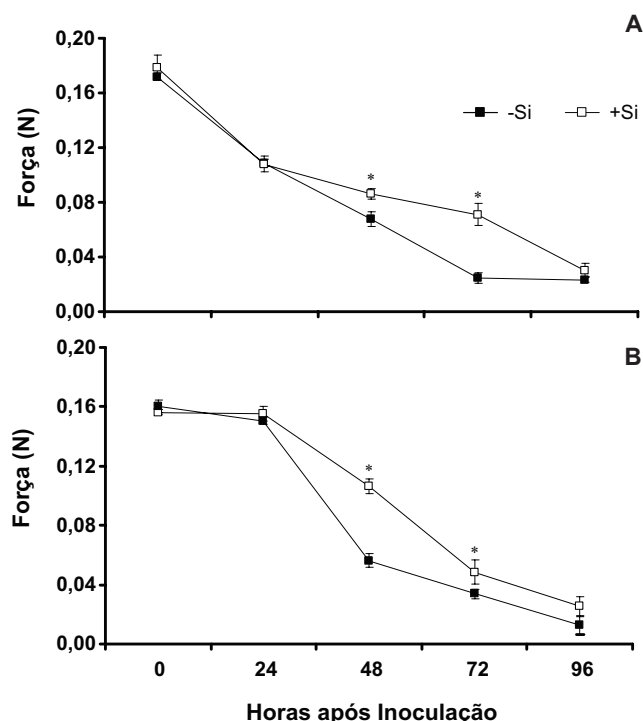 A
0,20
0,16
0,12
0,08
0,04
0,00
Força (N)
-Si +Si
*
*
B
0,20
0,16
0,12
0,08
0,04
0,00
Força (N)
*
*
0 24 48 72 96
Horas após Inoculação